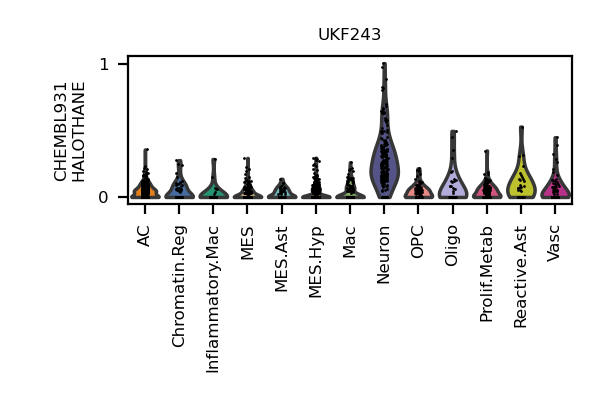 UKF243
CHEMBL931
HALOTHANE
1
0
AC
Chromatin.Reg
Inflammatory.Mac
MES
MES.Ast
MES.Hyp
Mac
Neuron
OPC
Oligo
Prolif.Metab
Reactive.Ast
Vasc